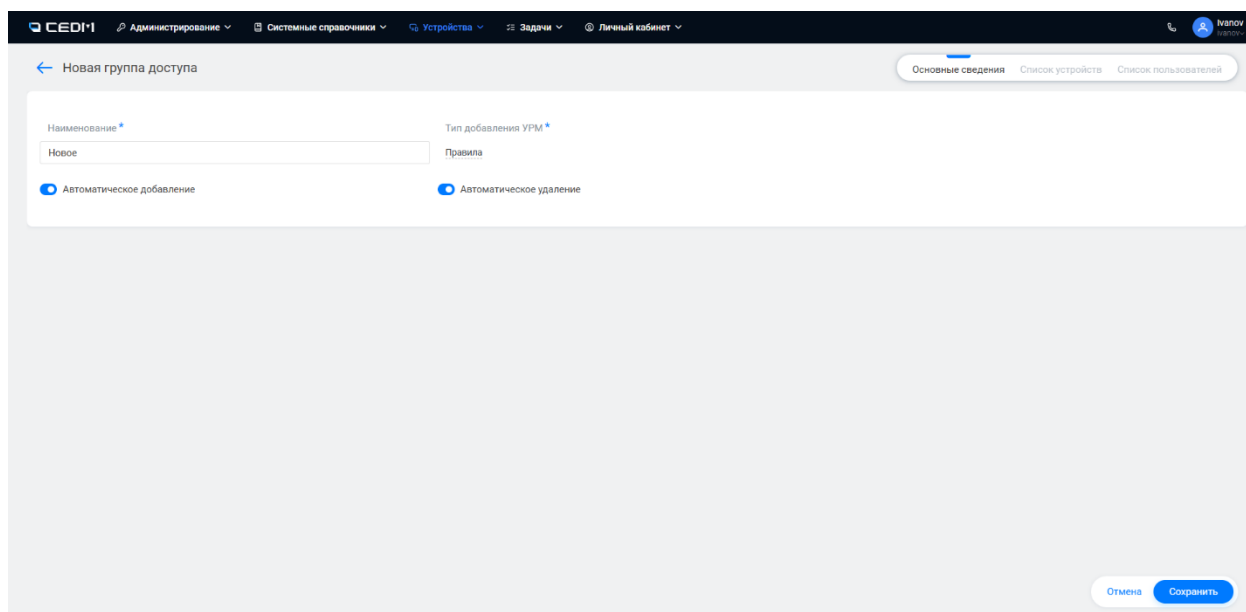 CEDM Администрирование Системные справочники Устройства Задачи Личный кабинет Ivanov
ivanov
Новая группа доступа Основные сведения Список устройств Список пользователей
Наименование * Тип добавления УРМ *
Новое Правила
Автоматическое добавление Автоматическое удаление
Отмена Сохранить